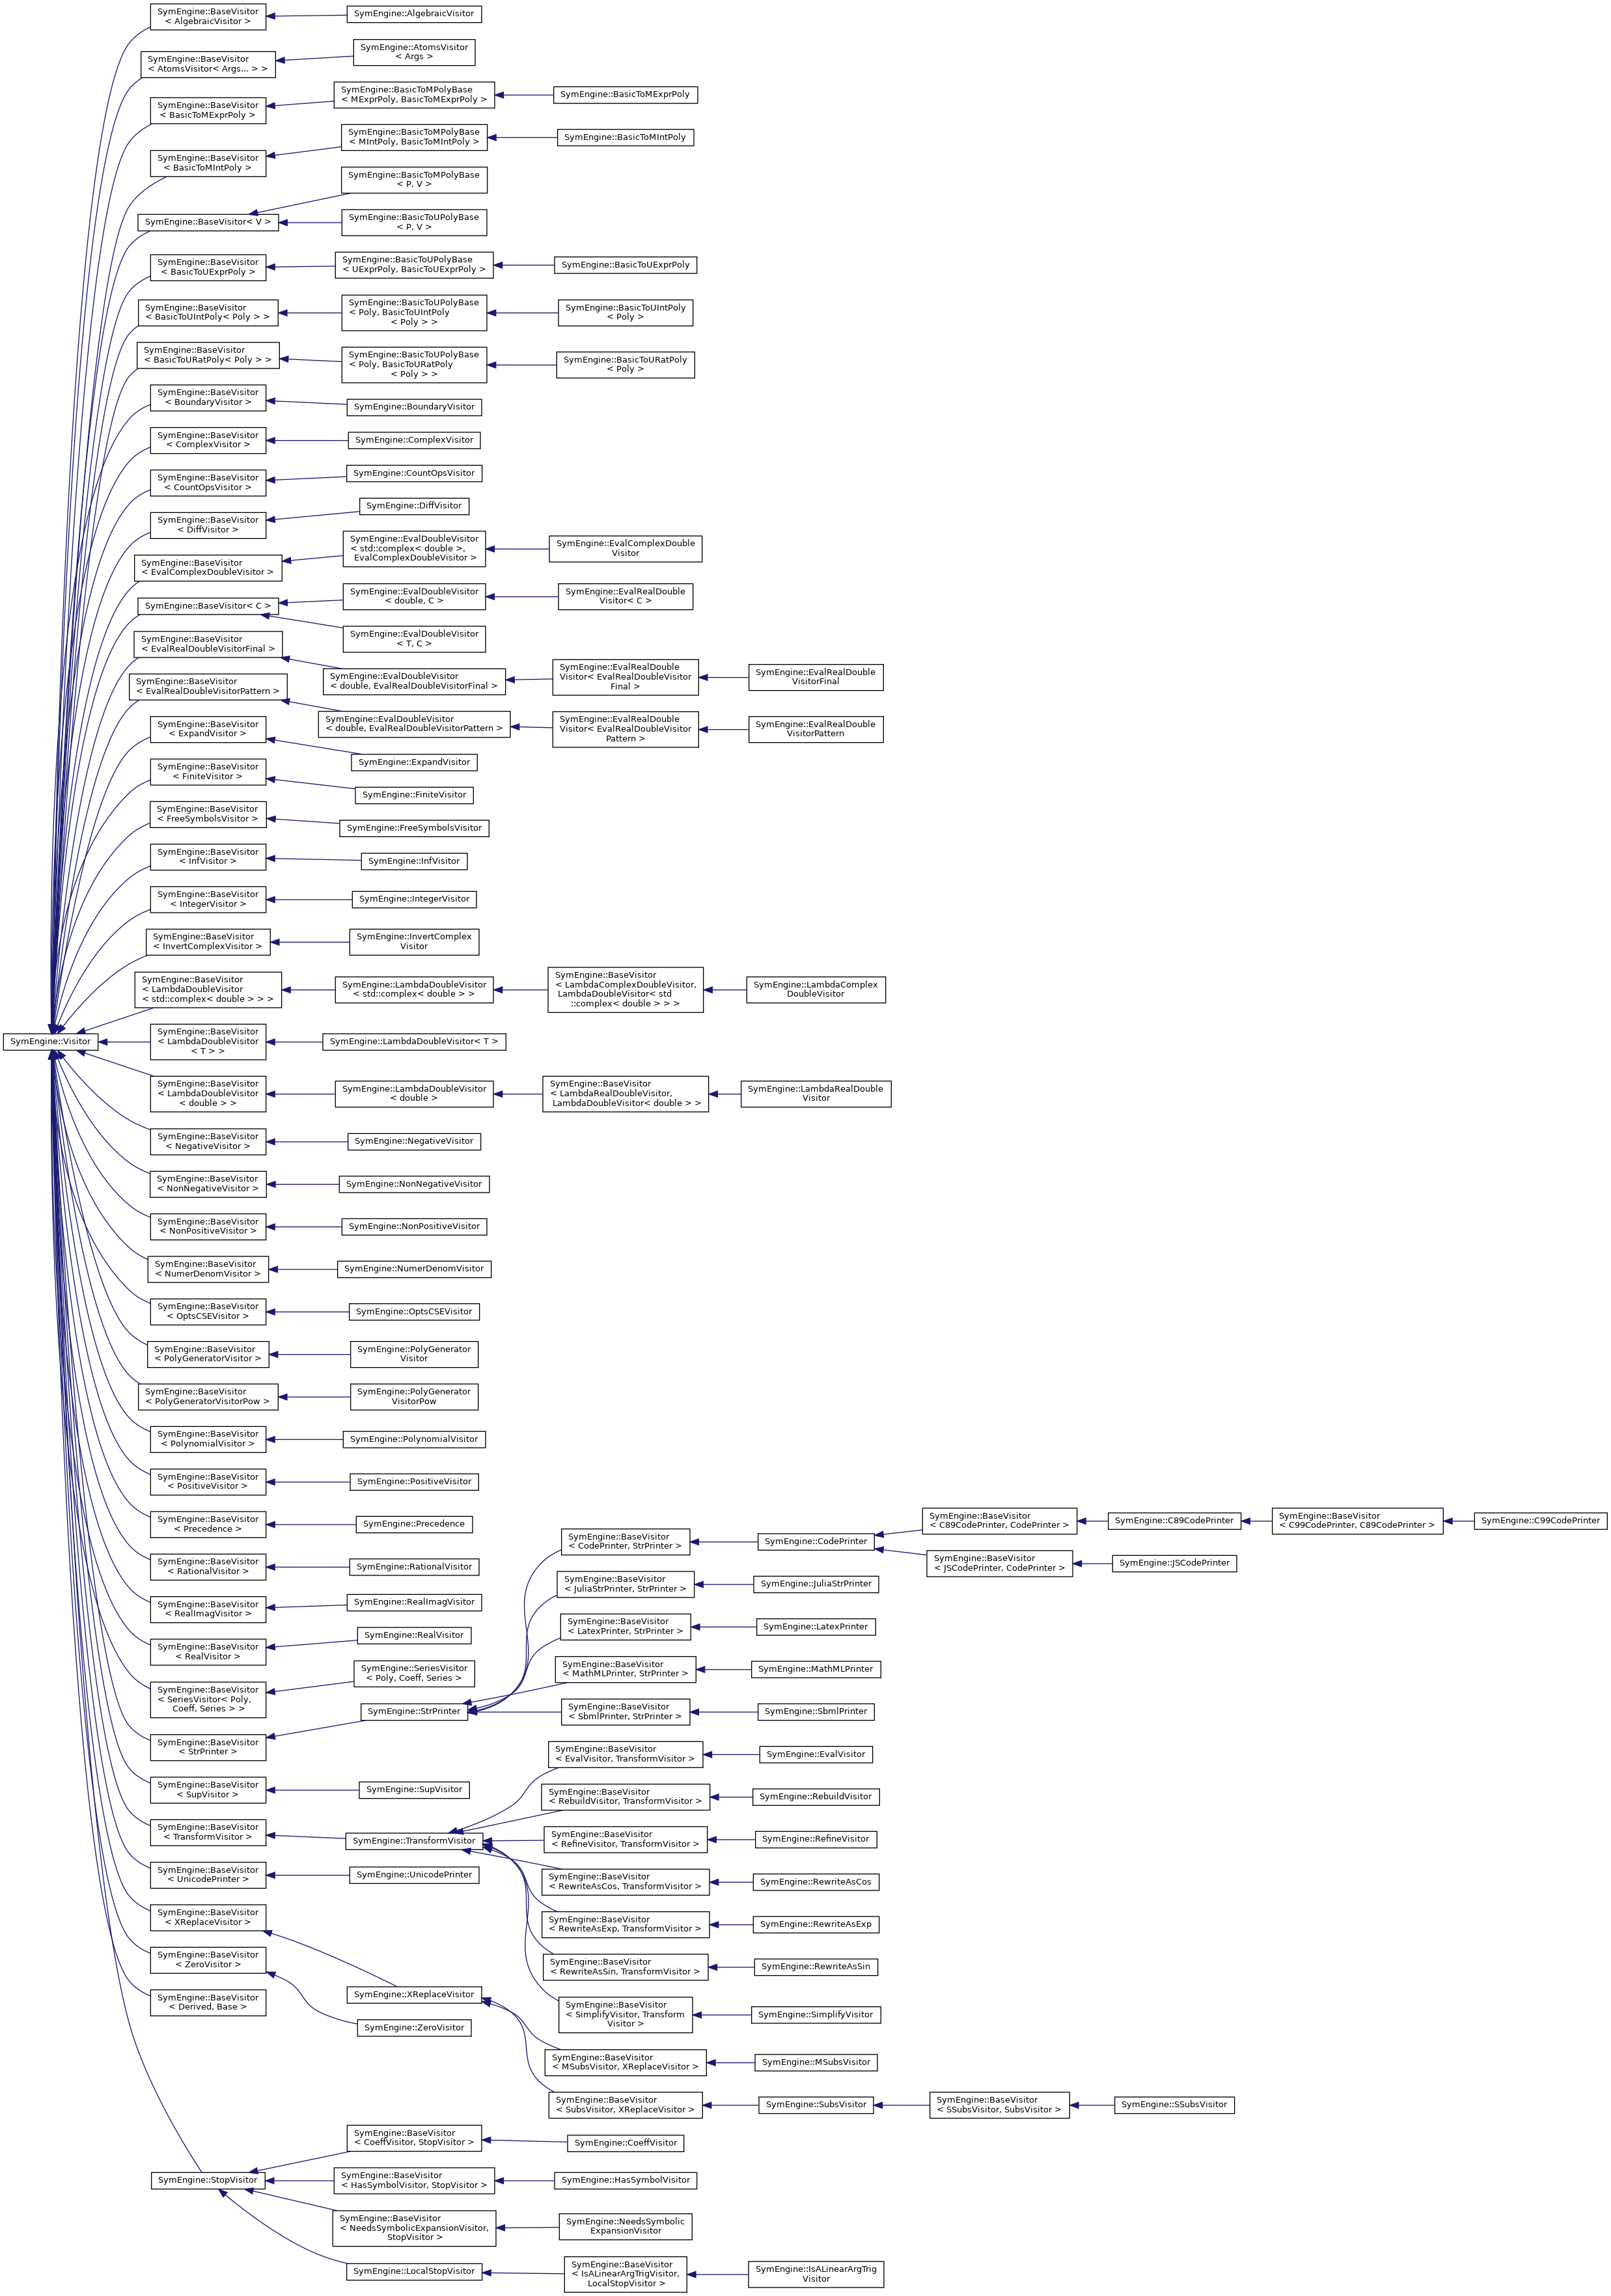 SymEngine::BaseVisitor
< AlgebraicVisitor >
SymEngine::AlgebraicVisitor
SymEngine::BaseVisitor
< AtomsVisitor< Args... > >
SymEngine::AtomsVisitor
< Args >
SymEngine::BaseVisitor
< BasicToMExprPoly >
SymEngine::BasicToMPolyBase
< MExprPoly, BasicToMExprPoly >
SymEngine::BasicToMExprPoly
SymEngine::BaseVisitor
< BasicToMIntPoly >
SymEngine::BasicToMPolyBase
< MIntPoly, BasicToMIntPoly >
SymEngine::BasicToMIntPoly
SymEngine::BaseVisitor< V >
SymEngine::BasicToMPolyBase
< P, V >
SymEngine::BasicToUPolyBase
< P, V >
SymEngine::BaseVisitor
< BasicToUExprPoly >
SymEngine::BasicToUPolyBase
< UExprPoly, BasicToUExprPoly >
SymEngine::BasicToUExprPoly
SymEngine::BaseVisitor
< BasicToUIntPoly< Poly > >
SymEngine::BasicToUPolyBase
< Poly, BasicToUIntPoly
< Poly > >
SymEngine::BasicToUIntPoly
< Poly >
SymEngine::BaseVisitor
< BasicToURatPoly< Poly > >
SymEngine::BasicToUPolyBase
< Poly, BasicToURatPoly
< Poly > >
SymEngine::BasicToURatPoly
< Poly >
SymEngine::BaseVisitor
< BoundaryVisitor >
SymEngine::BoundaryVisitor
SymEngine::BaseVisitor
< ComplexVisitor >
SymEngine::ComplexVisitor
SymEngine::BaseVisitor
< CountOpsVisitor >
SymEngine::CountOpsVisitor
SymEngine::BaseVisitor
< DiffVisitor >
SymEngine::DiffVisitor
SymEngine::BaseVisitor
< EvalComplexDoubleVisitor >
SymEngine::EvalDoubleVisitor
< std::complex< double >,
EvalComplexDoubleVisitor >
SymEngine::EvalComplexDouble
Visitor
SymEngine::BaseVisitor< C >
SymEngine::EvalDoubleVisitor
< double, C >
SymEngine::EvalRealDouble
Visitor< C >
SymEngine::EvalDoubleVisitor
< T, C >
SymEngine::BaseVisitor
< EvalRealDoubleVisitorFinal >
SymEngine::EvalDoubleVisitor
< double, EvalRealDoubleVisitorFinal >
SymEngine::EvalRealDouble
Visitor< EvalRealDoubleVisitor
Final >
SymEngine::EvalRealDouble
VisitorFinal
SymEngine::BaseVisitor
< EvalRealDoubleVisitorPattern >
SymEngine::EvalDoubleVisitor
< double, EvalRealDoubleVisitorPattern >
SymEngine::EvalRealDouble
Visitor< EvalRealDoubleVisitor
Pattern >
SymEngine::EvalRealDouble
VisitorPattern
SymEngine::BaseVisitor
< ExpandVisitor >
SymEngine::ExpandVisitor
SymEngine::BaseVisitor
< FiniteVisitor >
SymEngine::FiniteVisitor
SymEngine::BaseVisitor
< FreeSymbolsVisitor >
SymEngine::FreeSymbolsVisitor
SymEngine::BaseVisitor
< InfVisitor >
SymEngine::InfVisitor
SymEngine::BaseVisitor
< IntegerVisitor >
SymEngine::IntegerVisitor
SymEngine::BaseVisitor
< InvertComplexVisitor >
SymEngine::InvertComplex
Visitor
SymEngine::BaseVisitor
< LambdaDoubleVisitor
< std::complex< double > > >
SymEngine::LambdaDoubleVisitor
< std::complex< double > >
SymEngine::BaseVisitor
< LambdaComplexDoubleVisitor,
LambdaDoubleVisitor< std
::complex< double > > >
SymEngine::LambdaComplex
DoubleVisitor
SymEngine::Visitor
SymEngine::BaseVisitor
< LambdaDoubleVisitor
< T > >
SymEngine::LambdaDoubleVisitor< T >
SymEngine::BaseVisitor
< LambdaDoubleVisitor
< double > >
SymEngine::LambdaDoubleVisitor
< double >
SymEngine::BaseVisitor
< LambdaRealDoubleVisitor,
LambdaDoubleVisitor< double > >
SymEngine::LambdaRealDouble
Visitor
SymEngine::BaseVisitor
< NegativeVisitor >
SymEngine::NegativeVisitor
SymEngine::BaseVisitor
< NonNegativeVisitor >
SymEngine::NonNegativeVisitor
SymEngine::BaseVisitor
< NonPositiveVisitor >
SymEngine::NonPositiveVisitor
SymEngine::BaseVisitor
< NumerDenomVisitor >
SymEngine::NumerDenomVisitor
SymEngine::BaseVisitor
< OptsCSEVisitor >
SymEngine::OptsCSEVisitor
SymEngine::BaseVisitor
< PolyGeneratorVisitor >
SymEngine::PolyGenerator
Visitor
SymEngine::BaseVisitor
< PolyGeneratorVisitorPow >
SymEngine::PolyGenerator
VisitorPow
SymEngine::BaseVisitor
< PolynomialVisitor >
SymEngine::PolynomialVisitor
SymEngine::BaseVisitor
< PositiveVisitor >
SymEngine::PositiveVisitor
SymEngine::BaseVisitor
< Precedence >
SymEngine::Precedence
SymEngine::BaseVisitor
< RationalVisitor >
SymEngine::RationalVisitor
SymEngine::BaseVisitor
< RealImagVisitor >
SymEngine::RealImagVisitor
SymEngine::BaseVisitor
< RealVisitor >
SymEngine::RealVisitor
SymEngine::BaseVisitor
< SeriesVisitor< Poly,
Coeff, Series > >
SymEngine::SeriesVisitor
< Poly, Coeff, Series >
SymEngine::BaseVisitor
< StrPrinter >
SymEngine::StrPrinter
SymEngine::BaseVisitor
< CodePrinter, StrPrinter >
SymEngine::CodePrinter
SymEngine::BaseVisitor
< C89CodePrinter, CodePrinter >
SymEngine::C89CodePrinter
SymEngine::BaseVisitor
< C99CodePrinter, C89CodePrinter >
SymEngine::C99CodePrinter
SymEngine::BaseVisitor
< JSCodePrinter, CodePrinter >
SymEngine::JSCodePrinter
SymEngine::BaseVisitor
< JuliaStrPrinter, StrPrinter >
SymEngine::JuliaStrPrinter
SymEngine::BaseVisitor
< LatexPrinter, StrPrinter >
SymEngine::LatexPrinter
SymEngine::BaseVisitor
< MathMLPrinter, StrPrinter >
SymEngine::MathMLPrinter
SymEngine::BaseVisitor
< SbmlPrinter, StrPrinter >
SymEngine::SbmlPrinter
SymEngine::BaseVisitor
< SupVisitor >
SymEngine::SupVisitor
SymEngine::BaseVisitor
< TransformVisitor >
SymEngine::TransformVisitor
SymEngine::BaseVisitor
< EvalVisitor, TransformVisitor >
SymEngine::EvalVisitor
SymEngine::BaseVisitor
< RebuildVisitor, TransformVisitor >
SymEngine::RebuildVisitor
SymEngine::BaseVisitor
< RefineVisitor, TransformVisitor >
SymEngine::RefineVisitor
SymEngine::BaseVisitor
< RewriteAsCos, TransformVisitor >
SymEngine::RewriteAsCos
SymEngine::BaseVisitor
< RewriteAsExp, TransformVisitor >
SymEngine::RewriteAsExp
SymEngine::BaseVisitor
< RewriteAsSin, TransformVisitor >
SymEngine::RewriteAsSin
SymEngine::BaseVisitor
< SimplifyVisitor, Transform
Visitor >
SymEngine::SimplifyVisitor
SymEngine::BaseVisitor
< UnicodePrinter >
SymEngine::UnicodePrinter
SymEngine::BaseVisitor
< XReplaceVisitor >
SymEngine::XReplaceVisitor
SymEngine::BaseVisitor
< MSubsVisitor, XReplaceVisitor >
SymEngine::MSubsVisitor
SymEngine::BaseVisitor
< SubsVisitor, XReplaceVisitor >
SymEngine::SubsVisitor
SymEngine::BaseVisitor
< SSubsVisitor, SubsVisitor >
SymEngine::SSubsVisitor
SymEngine::BaseVisitor
< ZeroVisitor >
SymEngine::ZeroVisitor
SymEngine::BaseVisitor
< Derived, Base >
SymEngine::StopVisitor
SymEngine::BaseVisitor
< CoeffVisitor, StopVisitor >
SymEngine::CoeffVisitor
SymEngine::BaseVisitor
< HasSymbolVisitor, StopVisitor >
SymEngine::HasSymbolVisitor
SymEngine::BaseVisitor
< NeedsSymbolicExpansionVisitor,
StopVisitor >
SymEngine::NeedsSymbolic
ExpansionVisitor
SymEngine::LocalStopVisitor
SymEngine::BaseVisitor
< IsALinearArgTrigVisitor,
LocalStopVisitor >
SymEngine::IsALinearArgTrig
Visitor